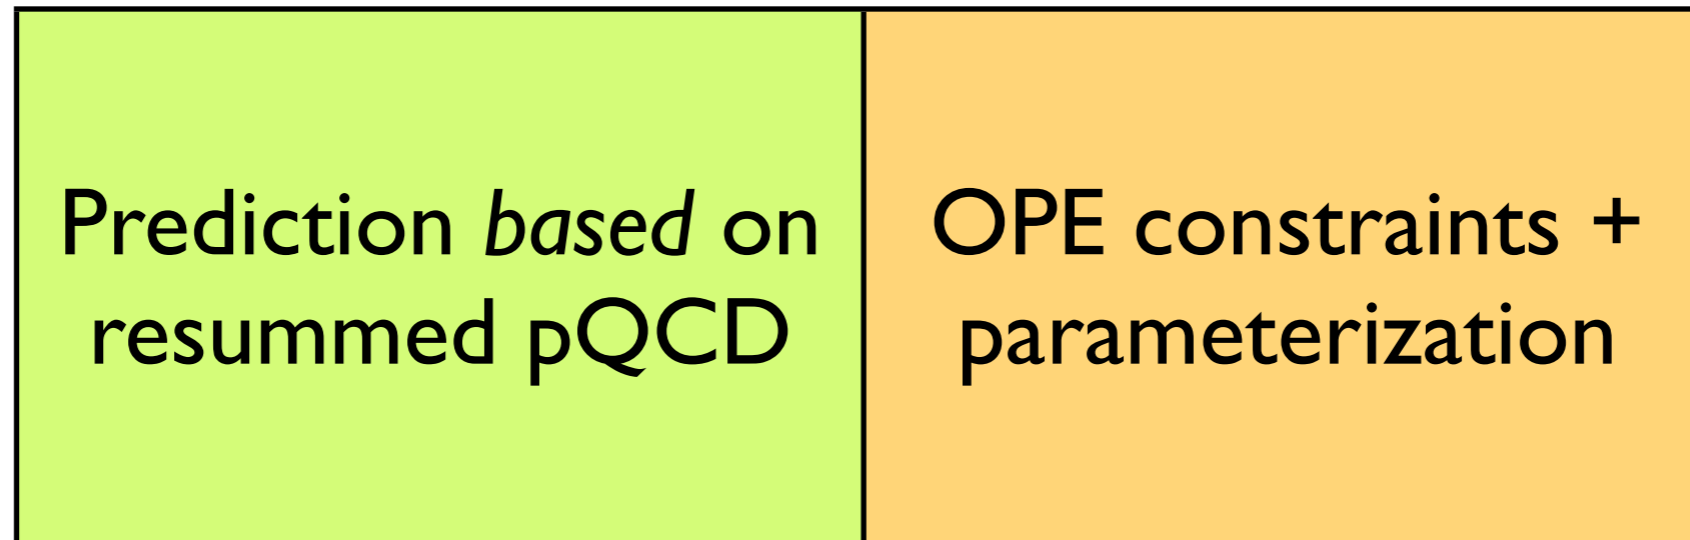 Prediction based on
resummed pQCD
OPE constraints +
parameterization